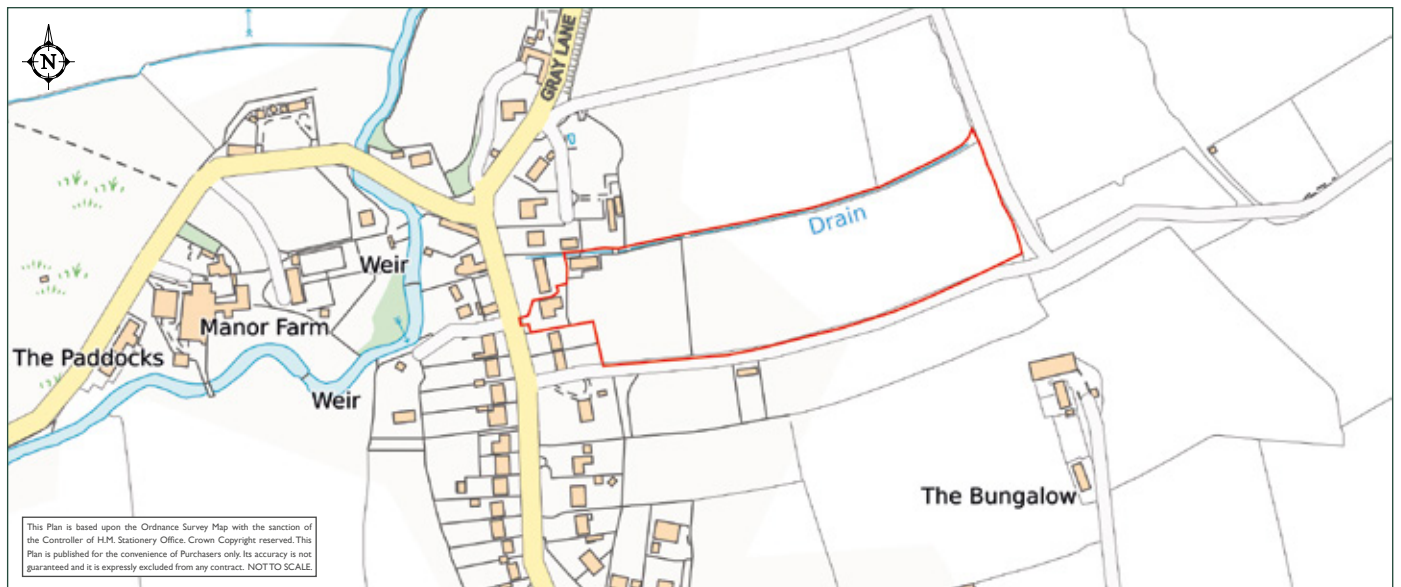 N
GRAY LANE
Drain
Weir
Manor Farm
The Paddocks
Weir
The Bungalow
This Plan is based upon the Ordnance Survey Map with the sanction of
the Controller of H.M. Stationery Office. Crown Copyright reserved. This
Plan is published for the convenience of Purchasers only. Its accuracy is not
guaranteed and it is expressly excluded from any contract. NOT TO SCALE.